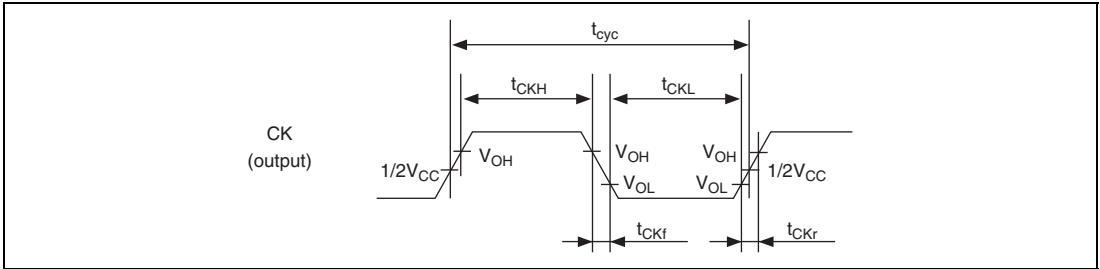 tcyc
tCKH
tCKL
CK
(output)
1/2VCC
VOH
VOH
VOL
VOH
VOL
1/2VCC
tCKf
tCKr